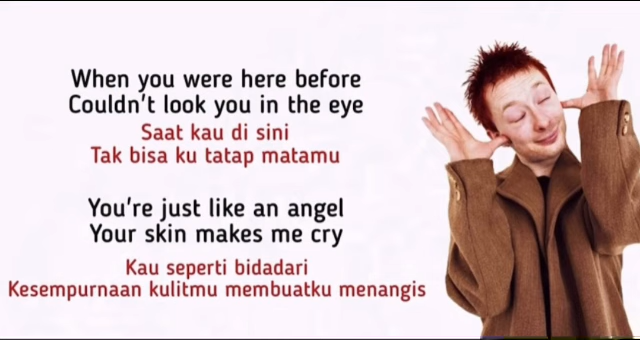 When you were here before
Couldn't look you in the eye
Saat kau di sini
Tak bisa ku tatap matamu
You're just like an angel
Your skin makes me cry
Kau seperti bidadari
Kesempurnaan kulitmu membuatku menangis